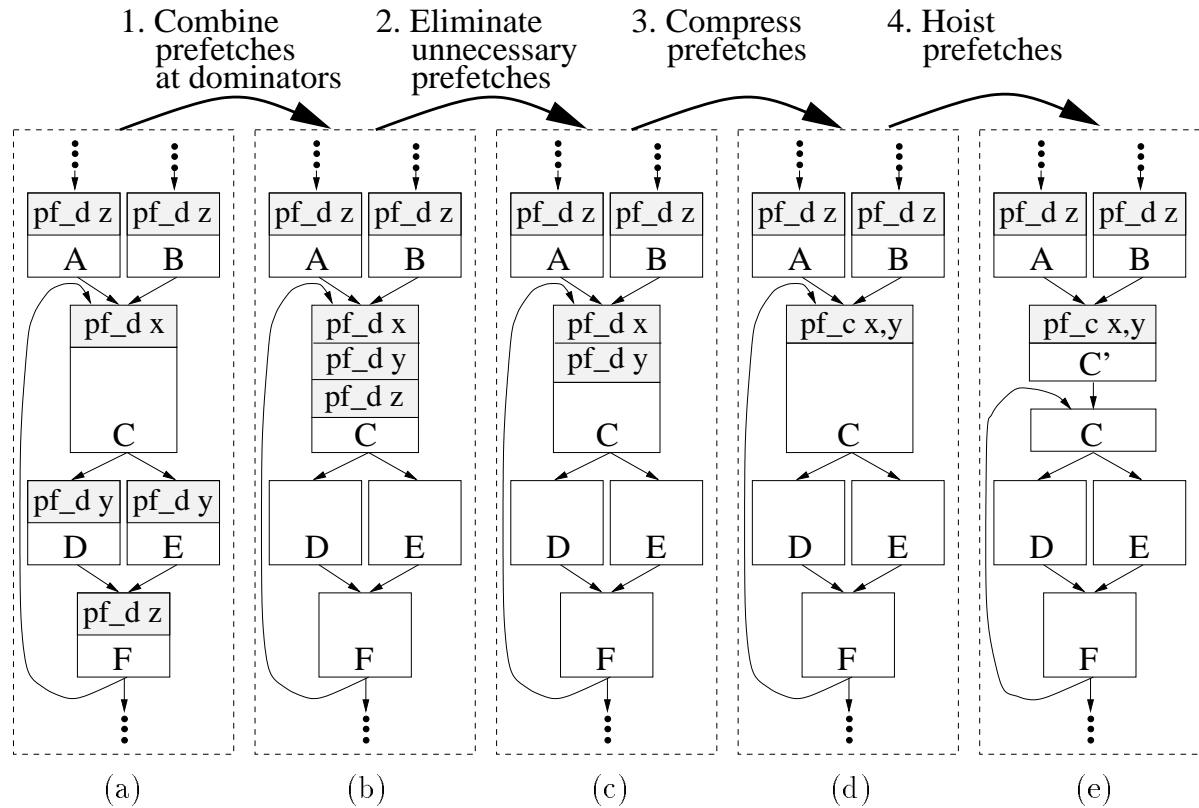 1. Combine
prefetches
at dominators
2. Eliminate
unnecessary
prefetches
3. Compress
prefetches
4. Hoist
prefetches
pf_d z
pf_d z
A
B
pf_d x
C
pf_d y
pf_d y
D
E
pf_d z
F
(a)
pf_d z
pf_d z
A
B
pf_d x
pf_d y
pf_d z
C
D
E
F
(b)
pf_d z
pf_d z
A
B
pf_d x
pf_d y
C
D
E
F
(c)
pf_d z
pf_d z
A
B
pf_c x,y
C
D
E
F
(d)
pf_d z
pf_d z
A
B
pf_c x,y
C’
C
D
E
F
(e)